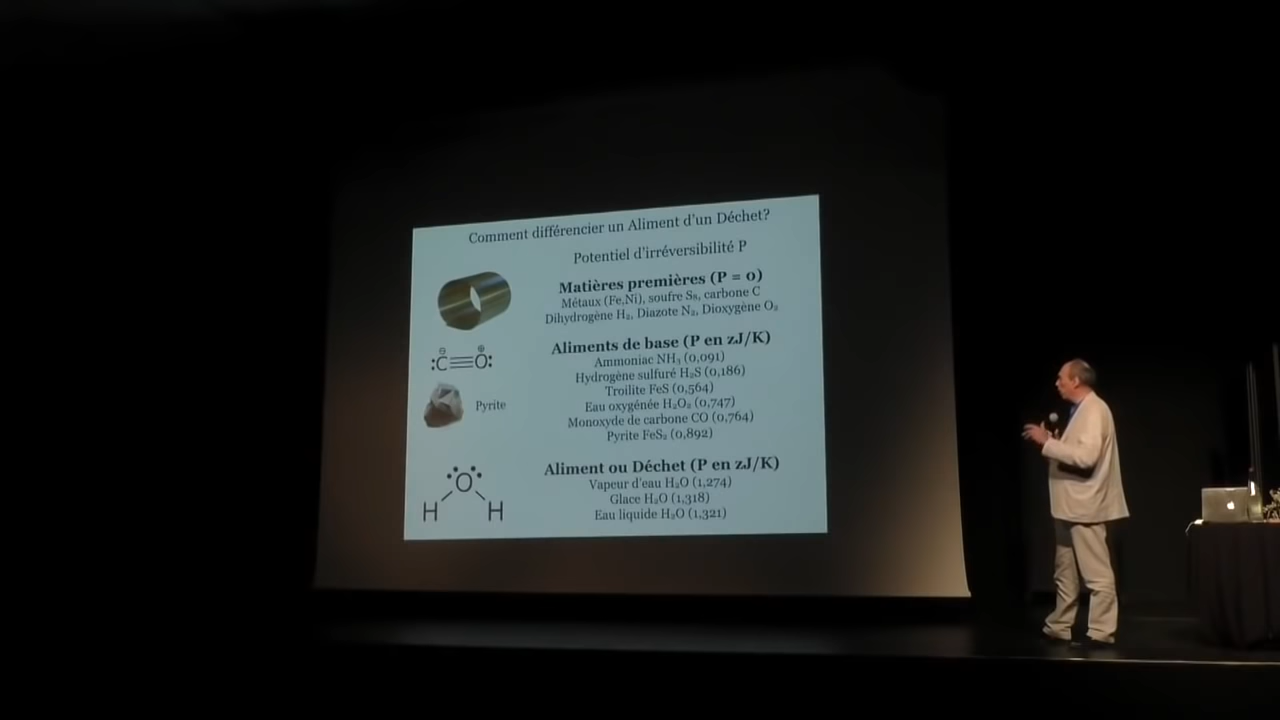 Comment différencier un Aliment d'un Déchet?
Potentiel d'irréversibilité P
Matières premières (P = 0)
Métaux (Fe,Ni), soufre S₈, carbone C
Dihydrogène H₂, Diazote N₂, Dioxygène O₂
Aliments de base (P en zJ/K)
Ammoniac NH₃ (0,091)
Hydrogène sulfuré H₂S (0,186)
Troilite FeS (0,564)
Eau oxygénée H₂O₂ (0,747)
Monoxyde de carbone CO (0,764)
Pyrite FeS₂ (0,892)
:C≡O:
⊖ ⊕
Pyrite
Aliment ou Déchet (P en zJ/K)
Vapeur d'eau H₂O (1,274)
Glace H₂O (1,318)
Eau liquide H₂O (1,321)
O
H H